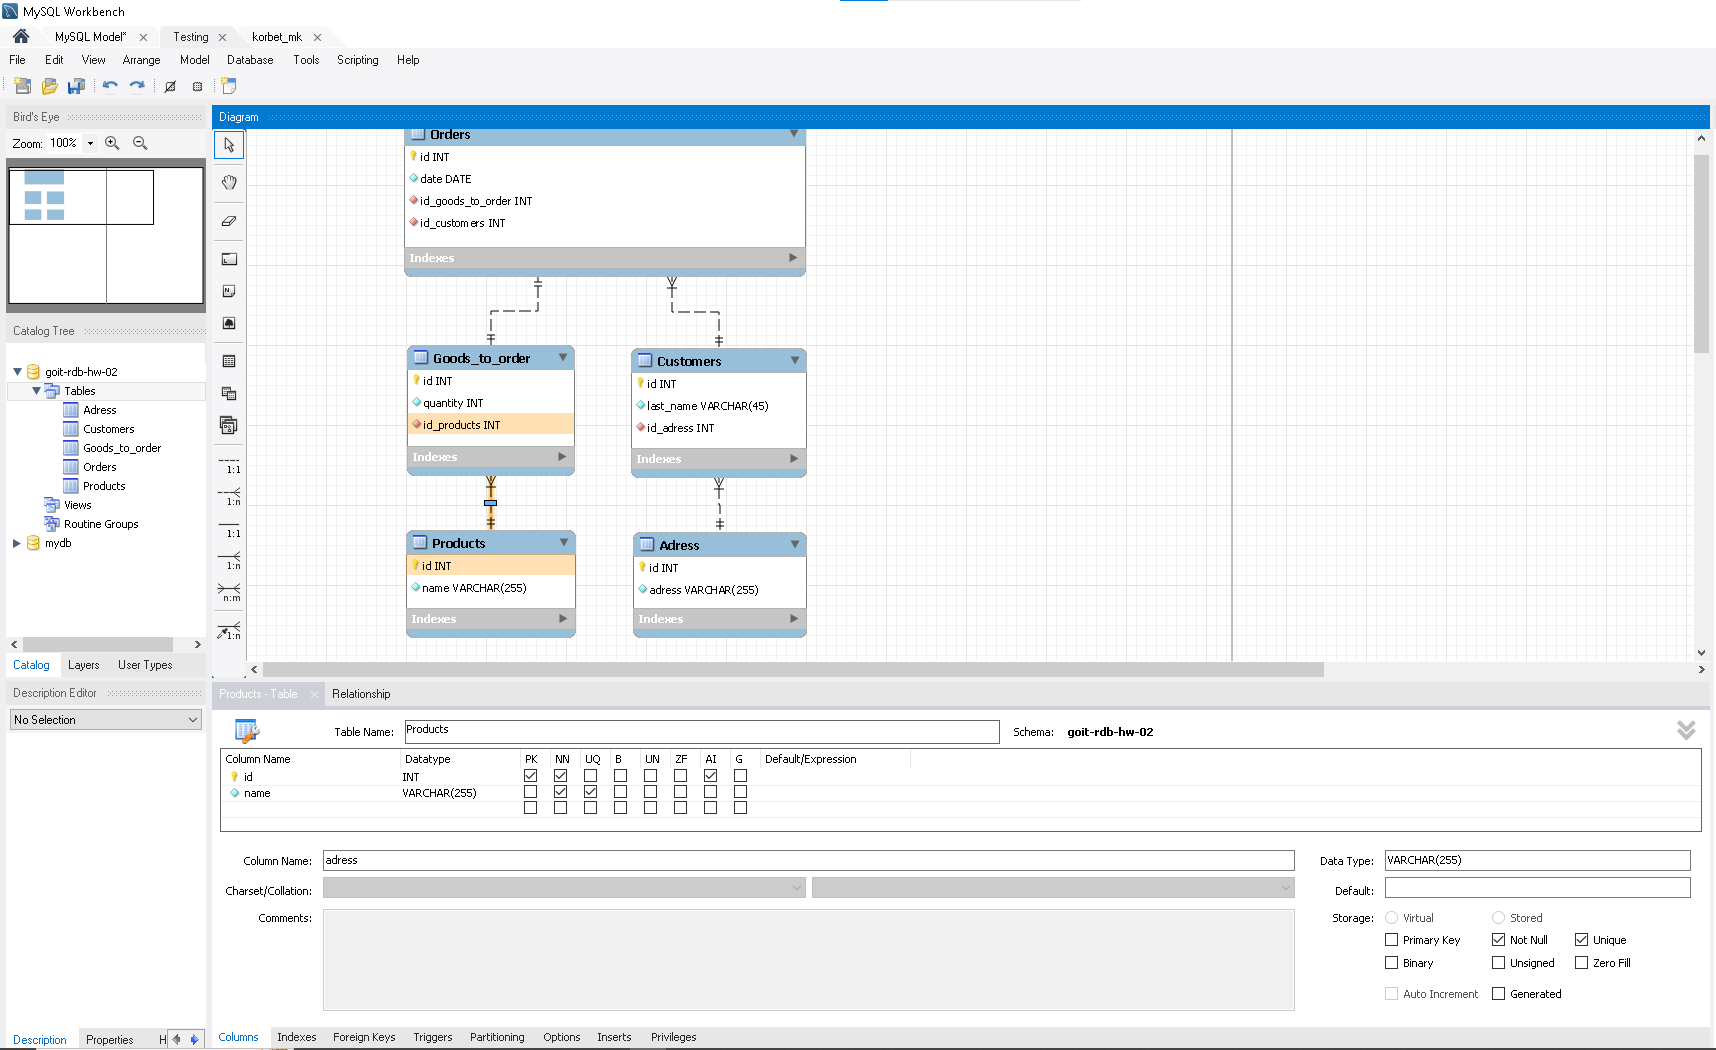 MySQL Workbench
MySQL Model* Testing korbet_mk
File Edit View Arrange Model Database Tools Scripting Help
Bird's Eye
Zoom: 100%
Diagram
Orders
id INT
date DATE
id_goods_to_order INT
id_customers INT
Indexes
Goods_to_order
id INT
quantity INT
id_products INT
Indexes
Customers
id INT
last_name VARCHAR(45)
id_adress INT
Indexes
Products
id INT
name VARCHAR(255)
Indexes
Adress
id INT
adress VARCHAR(255)
Indexes
1:1
1:n
1:1
1:n
n:m
1:n
Catalog Tree
goit-rdb-hw-02
Tables
Adress
Customers
Goods_to_order
Orders
Products
Views
Routine Groups
mydb
Catalog Layers User Types
Description Editor
No Selection
Description Properties H
Products - Table Relationship
Table Name: Products Schema: goit-rdb-hw-02
Column Name Datatype PK NN UQ B UN ZF AI G Default/Expression
id INT
name VARCHAR(255)
Column Name: adress Data Type: VARCHAR(255)
Charset/Collation: Default:
Comments: Storage: Virtual Stored
Primary Key Not Null Unique
Binary Unsigned Zero Fill
Auto Increment Generated
Columns Indexes Foreign Keys Triggers Partitioning Options Inserts Privileges